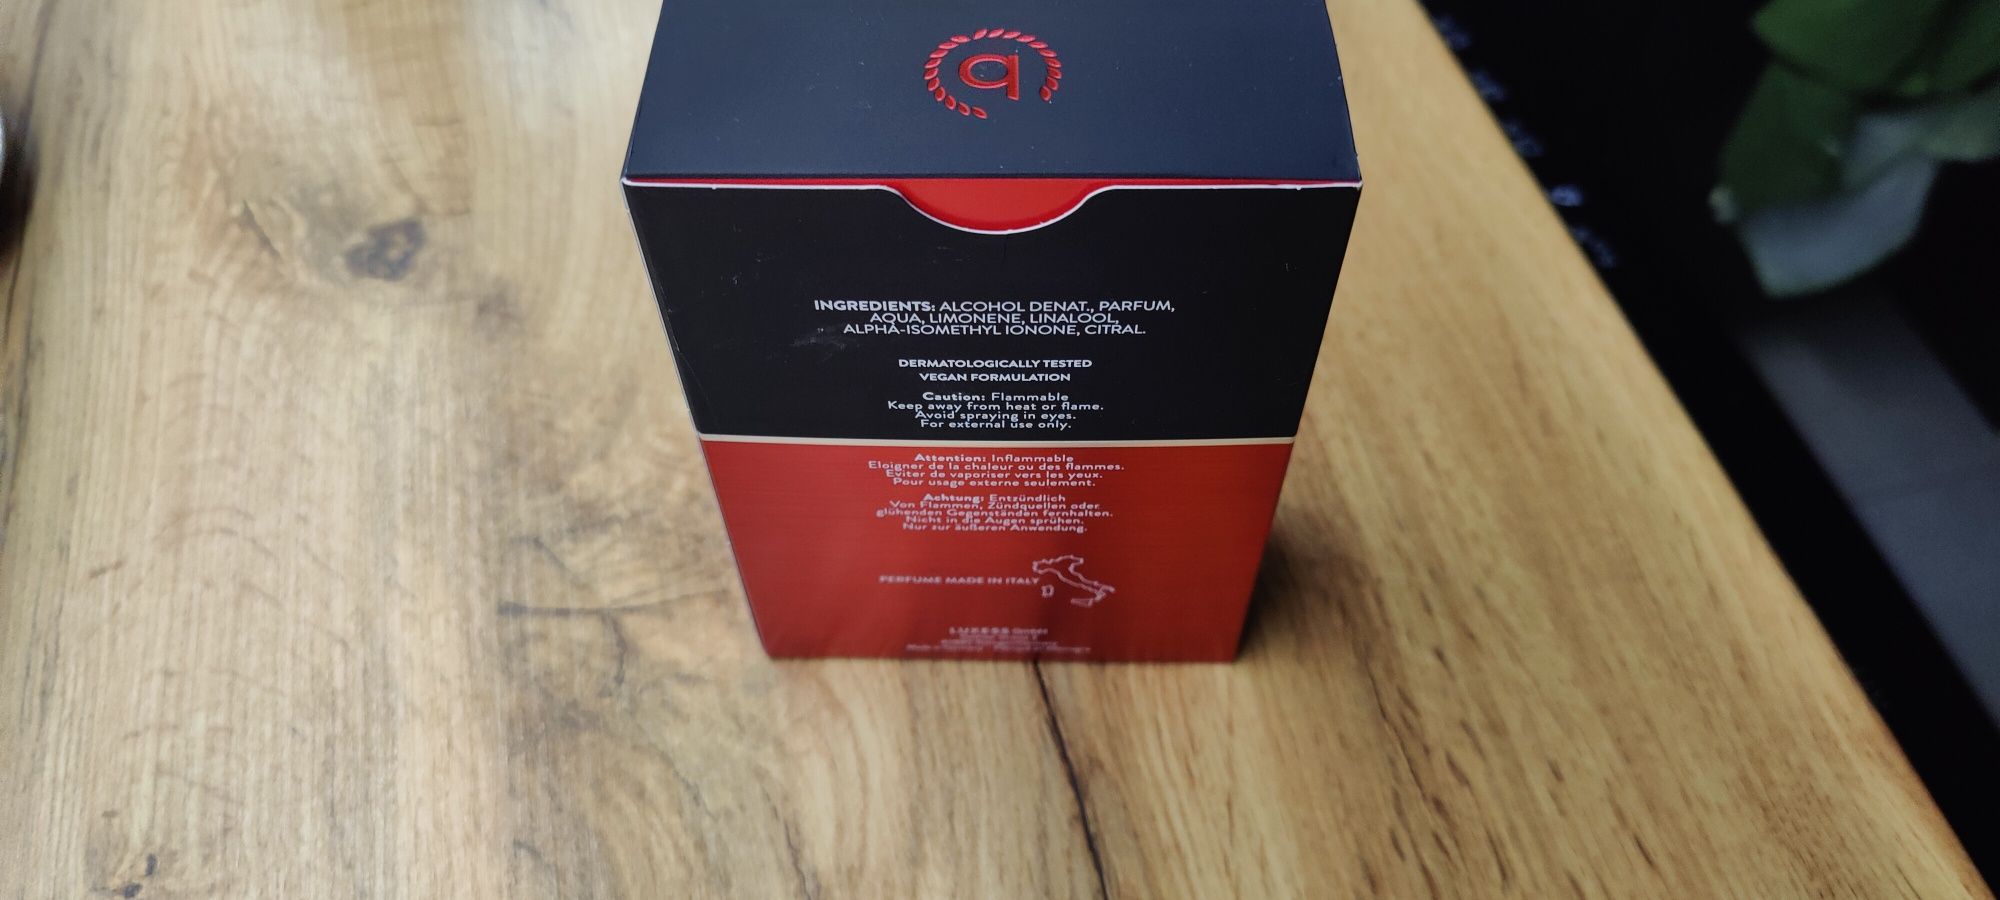 INGREDIENTS: ALCOHOL DENAT., PARFUM,
AQUA, LIMONENE, LINALOOL,
ALPHA-ISOMETHYL IONONE, CITRAL.
DERMATOLOGICALLY TESTED
VEGAN FORMULATION
Caution: Flammable
Keep away from heat or flame.
Avoid spraying in eyes.
For external use only.
Attention: Inflammable
Eloigner de la chaleur ou des flammes.
Eviter de vaporiser vers les yeux.
Pour usage externe seulement.
Achtung: Entzündlich
Von Flammen, Zündquellen oder
glühenden Gegenständen fernhalten.
Nicht in die Augen sprühen.
Nur zur äußeren Anwendung.
PERFUME MADE IN ITALY
LUXESS GmbH